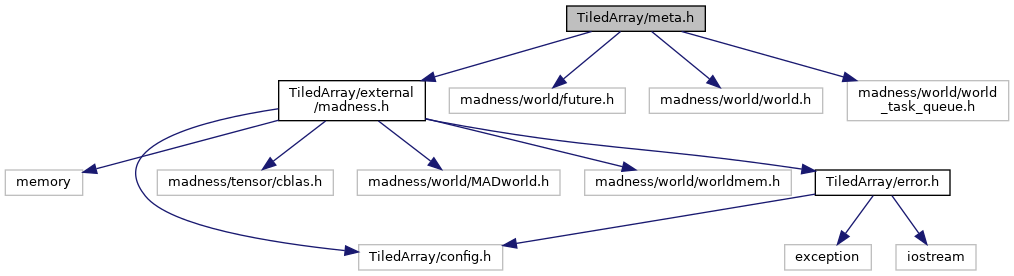 TiledArray/meta.h
TiledArray/external
/madness.h
madness/world/future.h
madness/world/world.h
madness/world/world
_task_queue.h
memory
madness/tensor/cblas.h
madness/world/MADworld.h
madness/world/worldmem.h
TiledArray/error.h
TiledArray/config.h
exception
iostream